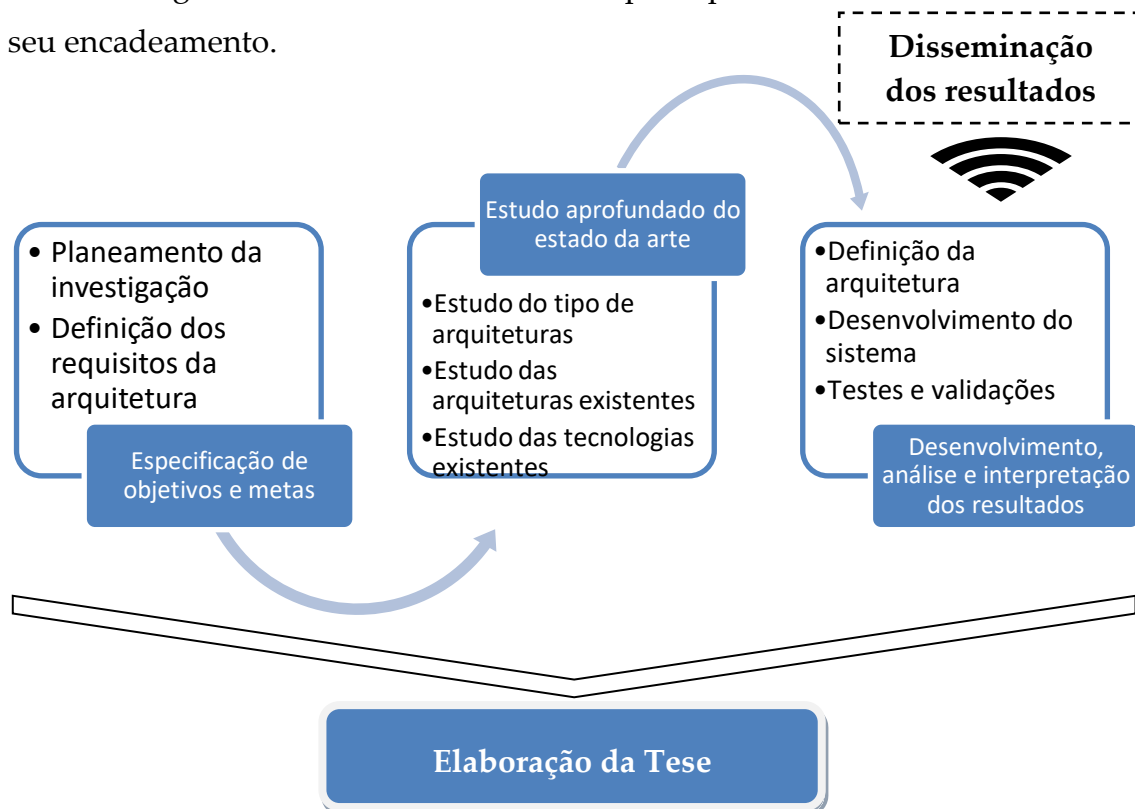 seu encadeamento.
Disseminação
dos resultados
• Planeamento da
investigação
• Definição dos
requisitos da
arquitetura
Especificação de
objetivos e metas
Estudo aprofundado do
estado da arte
•Estudo do tipo de
arquiteturas
•Estudo das
arquiteturas existentes
•Estudo das tecnologias
existentes
•Definição da
arquitetura
•Desenvolvimento do
sistema
•Testes e validações
Desenvolvimento,
análise e interpretação
dos resultados
Elaboração da Tese